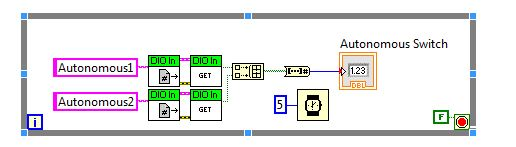 Autonomous Switch
DIO In DIO In
Autonomous1
# GET
1.23
DBL
DIO In DIO In
Autonomous2
# GET
#
5
i
F